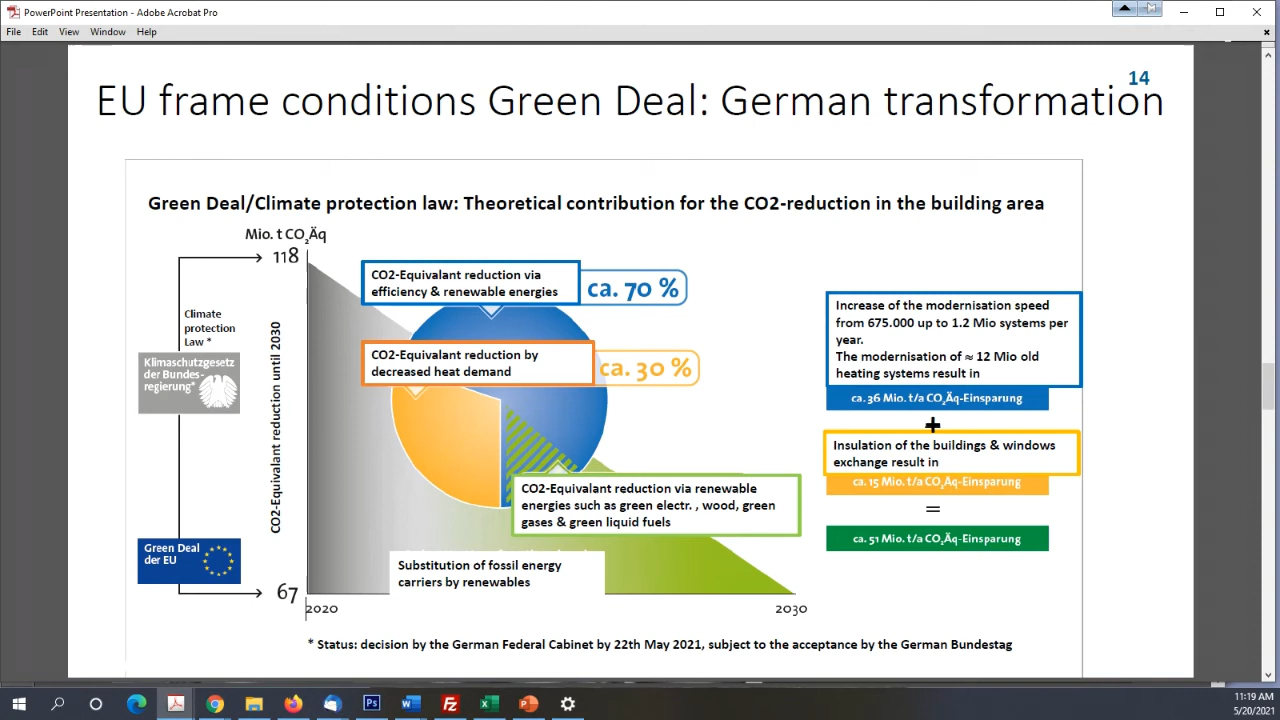 PowerPoint Presentation - Adobe Acrobat Pro
File Edit View Window Help
14
EU frame conditions Green Deal: German transformation
Green Deal/Climate protection law: Theoretical contribution for the CO2-reduction in the building area
Mio. t CO₂Äq
118
CO2-Equivalent reduction via
efficiency & renewable energies
ca. 70 %
Climate
protection
Law *
Klimaschutzgesetz
der Bundes-
regierung*
CO2-Equivalent reduction until 2030
CO2-Equivalent reduction by
decreased heat demand
ca. 30 %
CO2-Equivalent reduction via renewable
energies such as green electr. , wood, green
gases & green liquid fuels
Green Deal
der EU
Substitution of fossil energy
carriers by renewables
67
2020
2030
Increase of the modernisation speed
from 675.000 up to 1.2 Mio systems per
year.
The modernisation of ≈ 12 Mio old
heating systems result in
ca. 36 Mio. t/a CO₂Äq-Einsparung
+
Insulation of the buildings & windows
exchange result in
ca. 15 Mio. t/a CO₂Äq-Einsparung
=
ca. 51 Mio. t/a CO₂Äq-Einsparung
* Status: decision by the German Federal Cabinet by 22th May 2021, subject to the acceptance by the German Bundestag
11:19 AM
5/20/2021